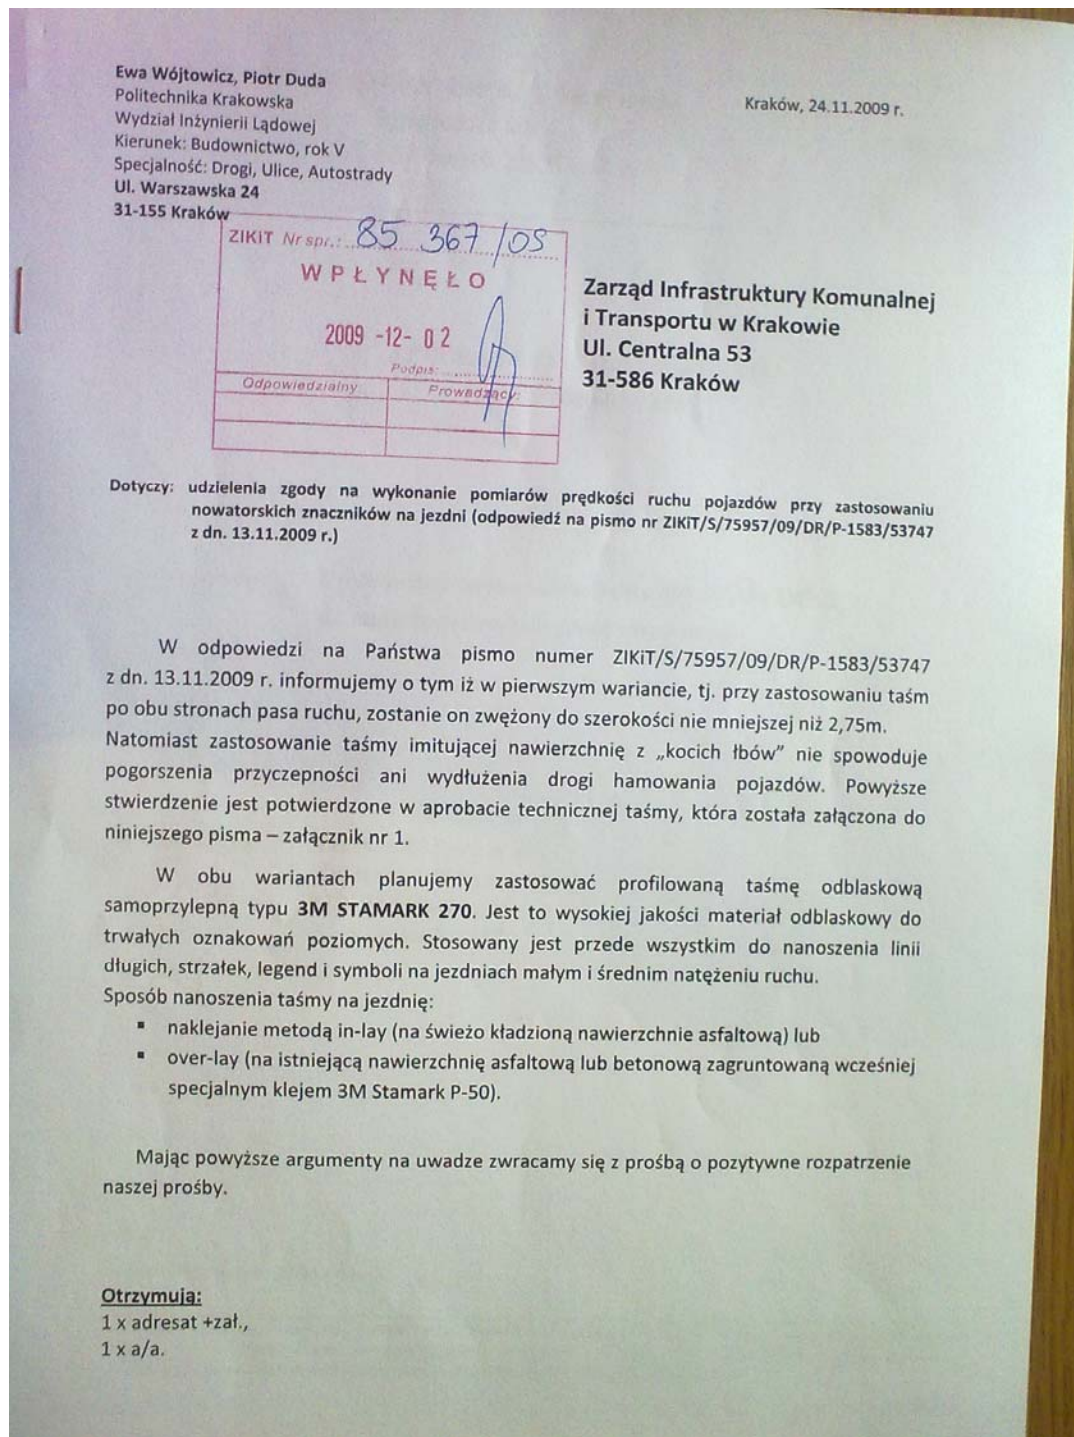 Ewa Wójtowicz, Piotr Duda
Politechnika Krakowska
Wydział Inżynierii Lądowej
Kierunek: Budownictwo, rok V
Specjalność: Drogi, Ulice, Autostrady
Ul. Warszawska 24
31-155 Kraków
Kraków, 24.11.2009 r.
ZIKiT Nr spr.: 85 367/09
WPŁYNĘŁO
2009 -12- 02
Podpis:
Odpowiedzialny
Prowadzący:
Zarząd Infrastruktury Komunalnej
i Transportu w Krakowie
Ul. Centralna 53
31-586 Kraków
Dotyczy: udzielenia zgody na wykonanie pomiarów prędkości ruchu pojazdów przy zastosowaniu
nowatorskich znaczników na jezdni (odpowiedź na pismo nr ZIKiT/S/75957/09/DR/P-1583/53747
z dn. 13.11.2009 r.)
W odpowiedzi na Państwa pismo numer ZIKiT/S/75957/09/DR/P-1583/53747
z dn. 13.11.2009 r. informujemy o tym iż w pierwszym wariancie, tj. przy zastosowaniu taśm
po obu stronach pasa ruchu, zostanie on zwężony do szerokości nie mniejszej niż 2,75m.
Natomiast zastosowanie taśmy imitującej nawierzchnię z „kocich łbów” nie spowoduje
pogorszenia przyczepności ani wydłużenia drogi hamowania pojazdów. Powyższe
stwierdzenie jest potwierdzone w aprobacie technicznej taśmy, która została załączona do
niniejszego pisma – załącznik nr 1.
W obu wariantach planujemy zastosować profilowaną taśmę odblaskową
samoprzylepną typu 3M STAMARK 270. Jest to wysokiej jakości materiał odblaskowy do
trwałych oznakowań poziomych. Stosowany jest przede wszystkim do nanoszenia linii
długich, strzałek, legend i symboli na jezdniach małym i średnim natężeniu ruchu.
Sposób nanoszenia taśmy na jezdnię:
▪ naklejanie metodą in-lay (na świeżo kładzioną nawierzchnie asfaltową) lub
▪ over-lay (na istniejącą nawierzchnię asfaltową lub betonową zagruntowaną wcześniej
specjalnym klejem 3M Stamark P-50).
Mając powyższe argumenty na uwadze zwracamy się z prośbą o pozytywne rozpatrzenie
naszej prośby.
Otrzymują:
1 x adresat +zał.,
1 x a/a.